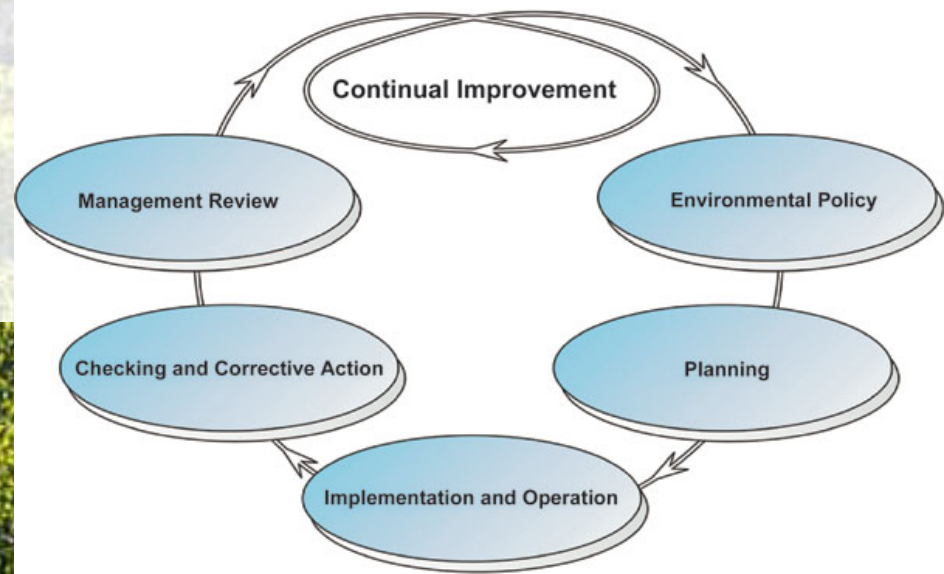 Continual Improvement
Management Review
Environmental Policy
Checking and Corrective Action
Planning
Implementation and Operation